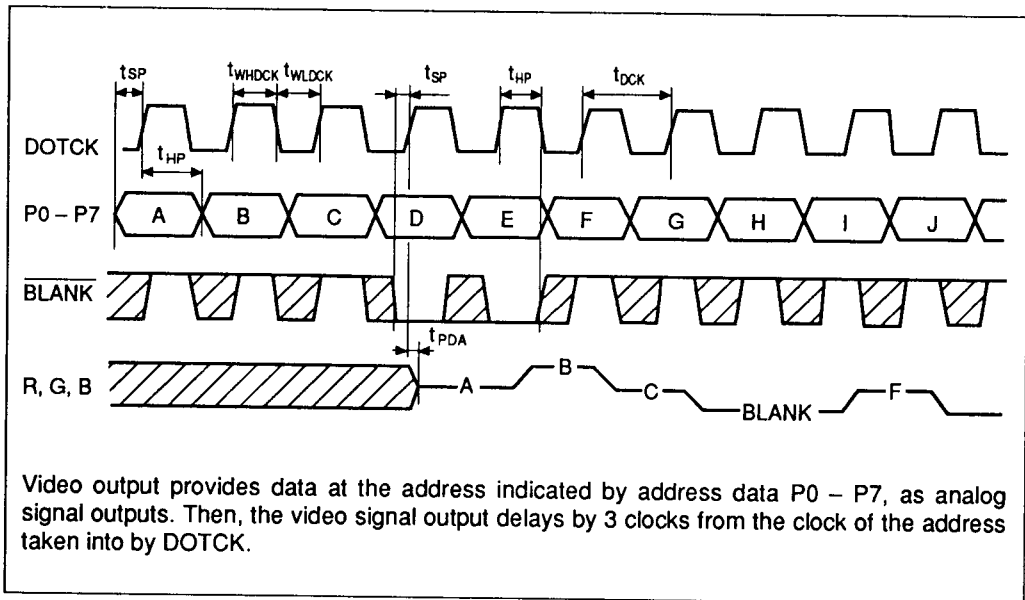 tSP tWHDCK tWLDCK tSP tHP tDCK
DOTCK
tHP
P0 – P7 A B C D E F G H I J
BLANK
tPDA
R, G, B A B C BLANK F
Video output provides data at the address indicated by address data P0 – P7, as analog
signal outputs. Then, the video signal output delays by 3 clocks from the clock of the address
taken into by DOTCK.